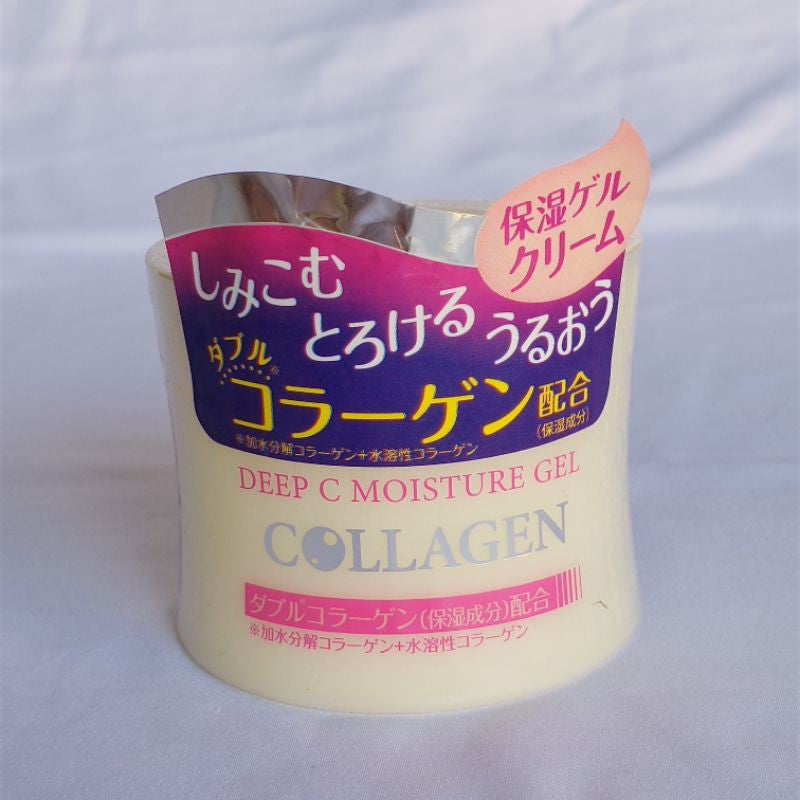 保湿ゲル
クリーム
しみこむ
とろける
うるおう
ダブル※
コラーゲン配合
(保湿成分)
※加水分解コラーゲン+水溶性コラーゲン
DEEP C MOISTURE GEL
COLLAGEN
ダブル※コラーゲン(保湿成分)配合
※加水分解コラーゲン+水溶性コラーゲン